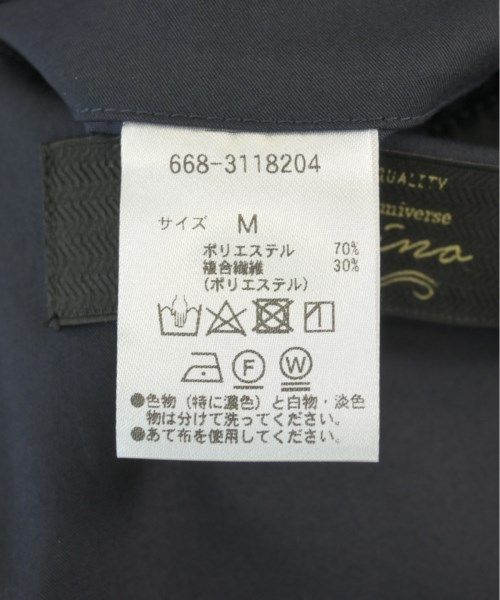 668-3118204
サイズ M
ポリエステル 70%
複合繊維 30%
(ポリエステル)
F
W
●色物(特に濃色)と白物・淡色
物は分けて洗ってください。
●あて布を使用してください。
QUALITY
universe